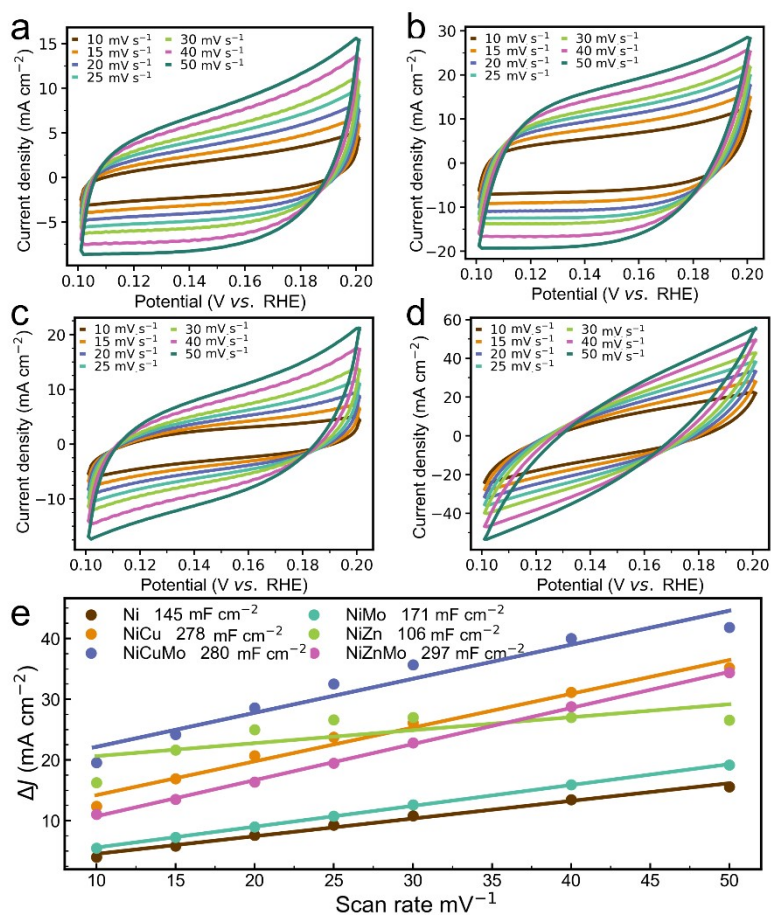 a
10 mV s⁻¹ 30 mV s⁻¹
15 mV s⁻¹ 40 mV s⁻¹
20 mV s⁻¹ 50 mV s⁻¹
25 mV s⁻¹
15
10
5
0
−5
Current density (mA cm⁻²)
0.10 0.12 0.14 0.16 0.18 0.20
Potential (V vs. RHE)
b
10 mV s⁻¹ 30 mV s⁻¹
15 mV s⁻¹ 40 mV s⁻¹
20 mV s⁻¹ 50 mV s⁻¹
25 mV s⁻¹
30
20
10
0
−10
−20
Current density (mA cm⁻²)
0.10 0.12 0.14 0.16 0.18 0.20
Potential (V vs. RHE)
c
10 mV s⁻¹ 30 mV s⁻¹
15 mV s⁻¹ 40 mV s⁻¹
20 mV s⁻¹ 50 mV s⁻¹
25 mV s⁻¹
20
10
0
−10
Current density (mA cm⁻²)
0.10 0.12 0.14 0.16 0.18 0.20
Potential (V vs. RHE)
d
10 mV s⁻¹ 30 mV s⁻¹
15 mV s⁻¹ 40 mV s⁻¹
20 mV s⁻¹ 50 mV s⁻¹
25 mV s⁻¹
60
40
20
0
−20
−40
Current density (mA cm⁻²)
0.10 0.12 0.14 0.16 0.18 0.20
Potential (V vs. RHE)
e
Ni 145 mF cm⁻² NiMo 171 mF cm⁻²
NiCu 278 mF cm⁻² NiZn 106 mF cm⁻²
NiCuMo 280 mF cm⁻² NiZnMo 297 mF cm⁻²
40
30
20
10
ΔJ (mA cm⁻²)
10 15 20 25 30 35 40 45 50
Scan rate mV⁻¹